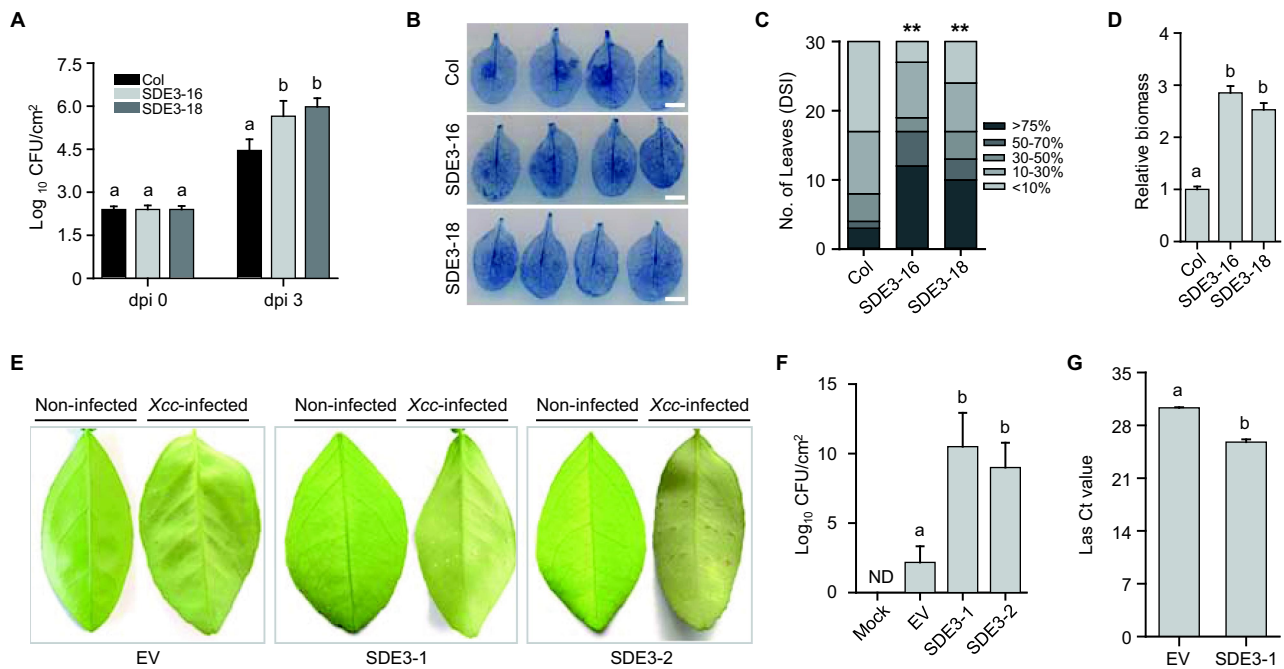 A
Log 10 CFU/cm2
7.5
6.0
4.5
3.0
1.5
0
Col
SDE3-16
SDE3-18
a a a
a b b
dpi 0 dpi 3
B
Col
SDE3-16
SDE3-18
C
No. of Leaves (DSI)
30
20
10
0
** **
>75%
50-70%
30-50%
10-30%
<10%
Col SDE3-16 SDE3-18
D
Relative biomass
4
3
2
1
0
a b b
Col SDE3-16 SDE3-18
E
Non-infected Xcc-infected Non-infected Xcc-infected Non-infected Xcc-infected
EV SDE3-1 SDE3-2
F
Log10 CFU/cm2
15
10
5
0
ND a b b
Mock EV SDE3-1 SDE3-2
G
Las Ct value
35
28
21
14
7
0
a b
EV SDE3-1